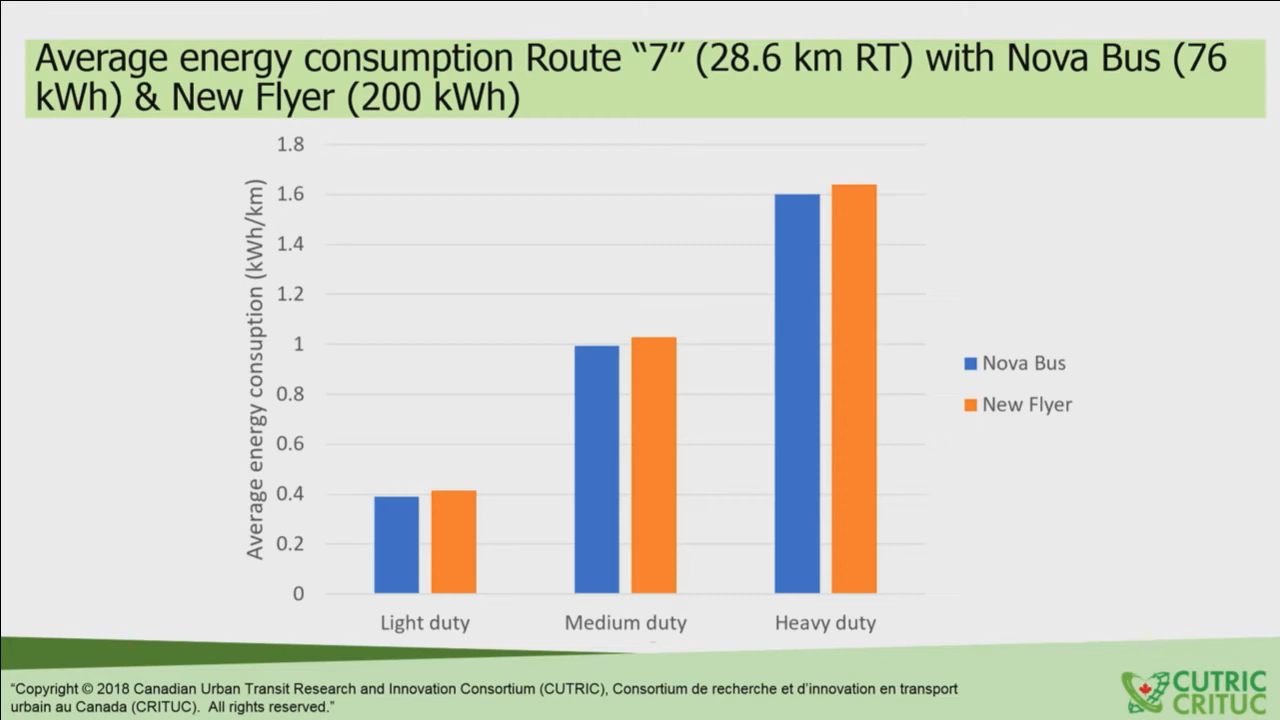 Average energy consumption Route “7” (28.6 km RT) with Nova Bus (76
kWh) & New Flyer (200 kWh)
1.8
1.6
1.4
1.2
1
0.8
0.6
0.4
0.2
0
Average energy consuption (kWh/km)
Light duty
Medium duty
Heavy duty
Nova Bus
New Flyer
“Copyright © 2018 Canadian Urban Transit Research and Innovation Consortium (CUTRIC), Consortium de recherche et d’innovation en transport
urbain au Canada (CRITUC).  All rights reserved.”
CUTRIC
CRITUC